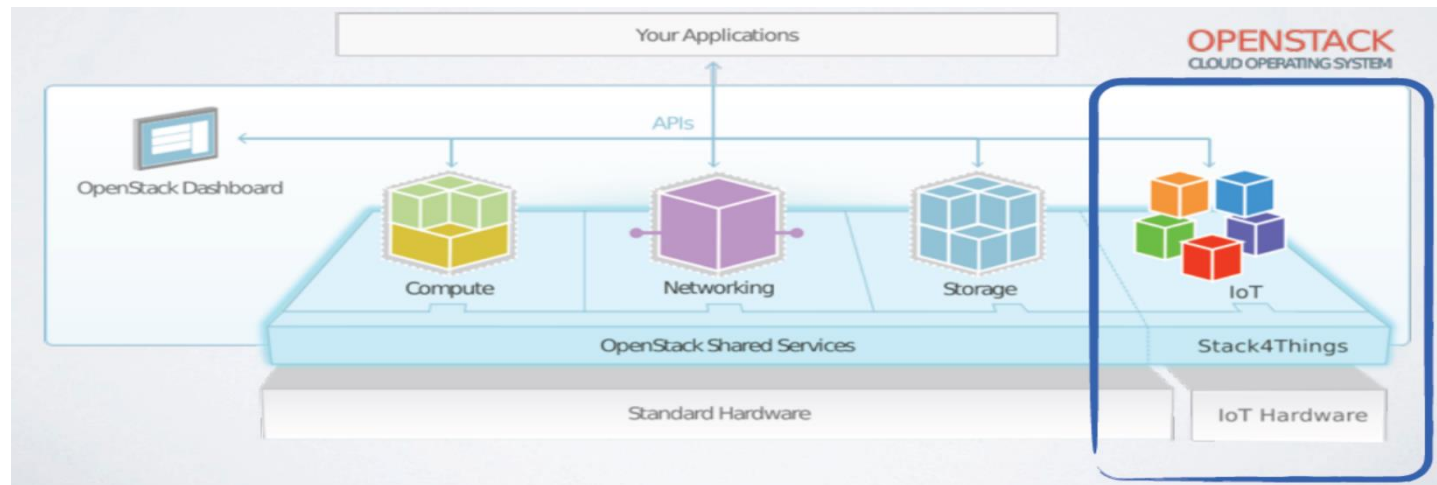 Your Applications
OPENSTACK
CLOUD OPERATING SYSTEM
APIs
OpenStack Dashboard
Compute
Networking
Storage
IoT
OpenStack Shared Services
Stack4Things
Standard Hardware
IoT Hardware